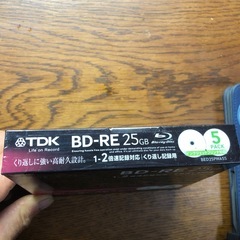 TDK
Life on Record
BD-RE 25GB
Blu-ray Disc
くり返しに強い高耐久設計。
1-2倍速記録対応 くり返し記録用
5
PACK
BD-RE